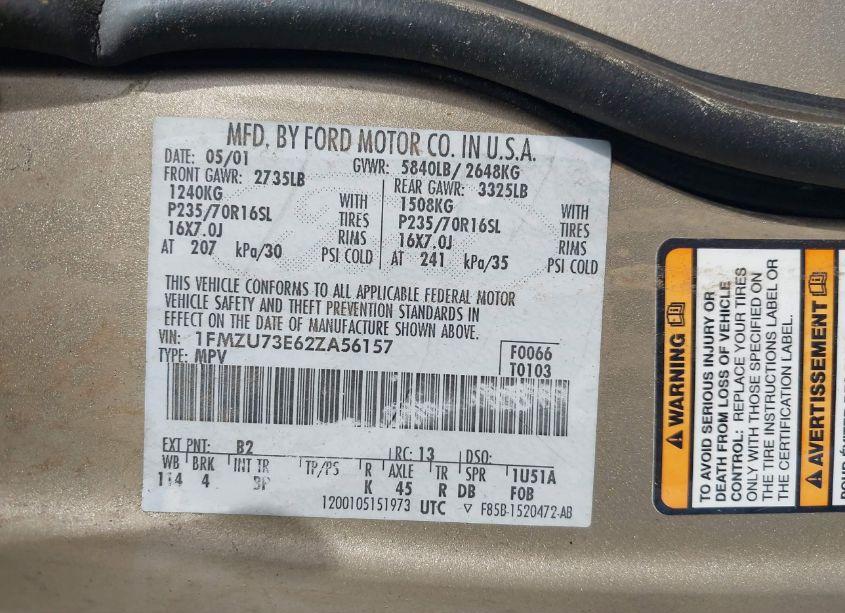 MFD. BY FORD MOTOR CO. IN U.S.A.
DATE: 05/01 GVWR: 5840LB/2648KG
FRONT GAWR: 2735LB REAR GAWR: 3325LB
1240KG WITH 1508KG WITH
P235/70R16SL TIRES P235/70R16SL TIRES
16X7.0J RIMS 16X7.0J RIMS
AT 207 kPa/30 PSI COLD AT 241 kPa/35 PSI COLD
THIS VEHICLE CONFORMS TO ALL APPLICABLE FEDERAL MOTOR
VEHICLE SAFETY AND THEFT PREVENTION STANDARDS IN
EFFECT ON THE DATE OF MANUFACTURE SHOWN ABOVE.
VIN: 1FMZU73E62ZA56157 F0066
TYPE: MPV T0103
EXT PNT: B2 RC: 13 DSO:
WB BRK INT TR TP/PS R AXLE TR SPR 1U51A
114 4 K 45 R DB FOB
1200105151973 UTC ▽ F85B-1520472-AB
WARNING
TO AVOID SERIOUS INJURY OR
DEATH FROM LOSS OF VEHICLE
CONTROL: REPLACE YOUR TIRES
ONLY WITH THOSE SPECIFIED ON
THE TIRE INSTRUCTIONS LABEL OR
THE CERTIFICATION LABEL.
AVERTISSEMENT